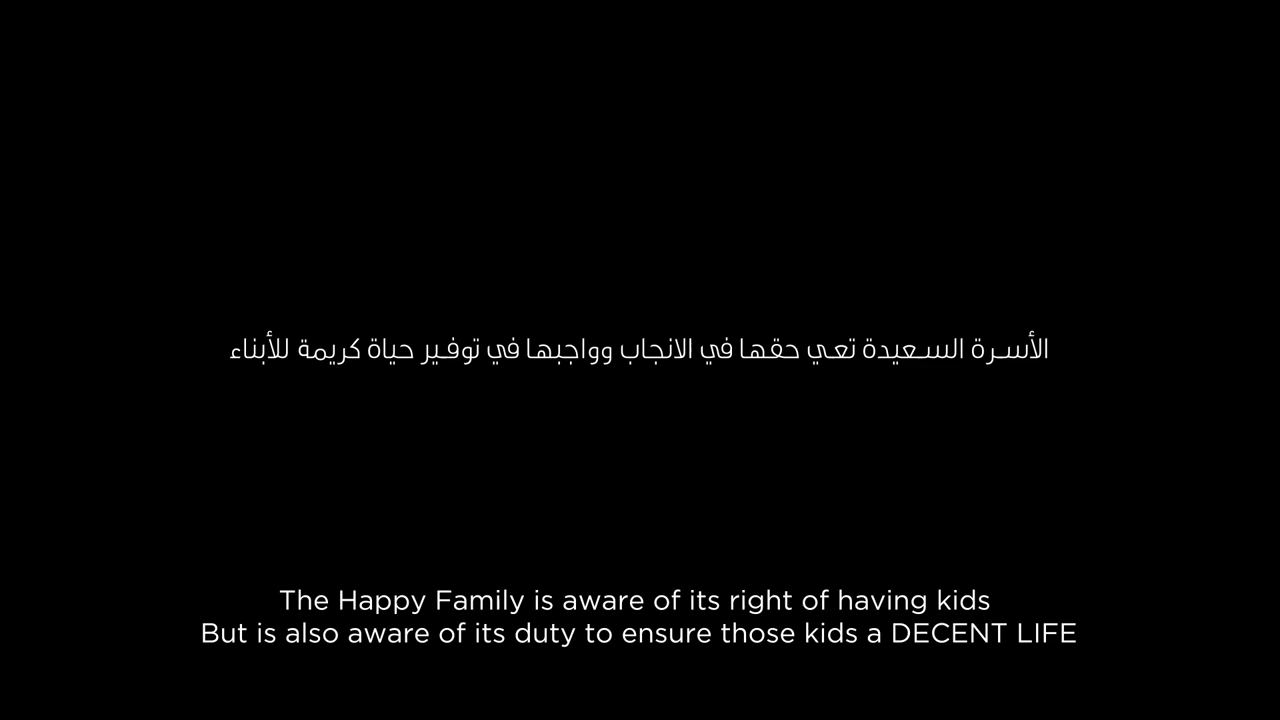 الأسرة السعيدة تعي حقها في الانجاب وواجبها في توفير حياة كريمة للأبناء
The Happy Family is aware of its right of having kids
But is also aware of its duty to ensure those kids a DECENT LIFE